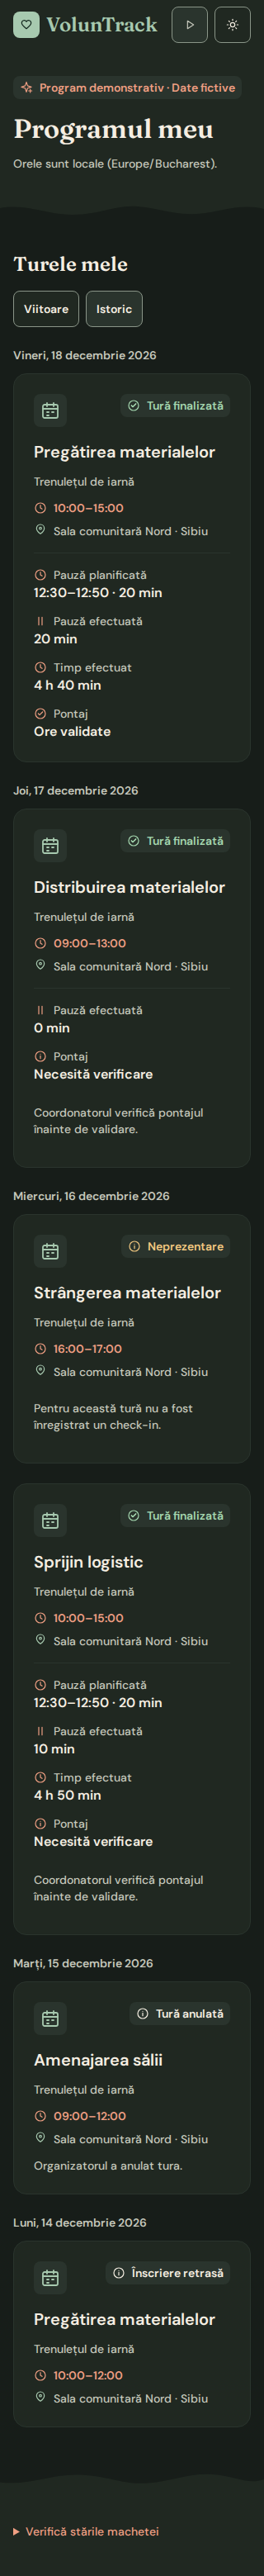 VolunTrack
Program demonstrativ · Date fictive
Programul meu
Orele sunt locale (Europe/Bucharest).
Turele mele
Viitoare
Istoric
Vineri, 18 decembrie 2026
Tură finalizată
Pregătirea materialelor
Trenulețul de iarnă
10:00–15:00
Sala comunitară Nord · Sibiu
Pauză planificată
12:30–12:50 · 20 min
Pauză efectuată
20 min
Timp efectuat
4 h 40 min
Pontaj
Ore validate
Joi, 17 decembrie 2026
Tură finalizată
Distribuirea materialelor
Trenulețul de iarnă
09:00–13:00
Sala comunitară Nord · Sibiu
Pauză efectuată
0 min
Pontaj
Necesită verificare
Coordonatorul verifică pontajul
înainte de validare.
Miercuri, 16 decembrie 2026
Neprezentare
Strângerea materialelor
Trenulețul de iarnă
16:00–17:00
Sala comunitară Nord · Sibiu
Pentru această tură nu a fost
înregistrat un check-in.
Tură finalizată
Sprijin logistic
Trenulețul de iarnă
10:00–15:00
Sala comunitară Nord · Sibiu
Pauză planificată
12:30–12:50 · 20 min
Pauză efectuată
10 min
Timp efectuat
4 h 50 min
Pontaj
Necesită verificare
Coordonatorul verifică pontajul
înainte de validare.
Marți, 15 decembrie 2026
Tură anulată
Amenajarea sălii
Trenulețul de iarnă
09:00–12:00
Sala comunitară Nord · Sibiu
Organizatorul a anulat tura.
Luni, 14 decembrie 2026
Înscriere retrasă
Pregătirea materialelor
Trenulețul de iarnă
10:00–12:00
Sala comunitară Nord · Sibiu
Verifică stările machetei